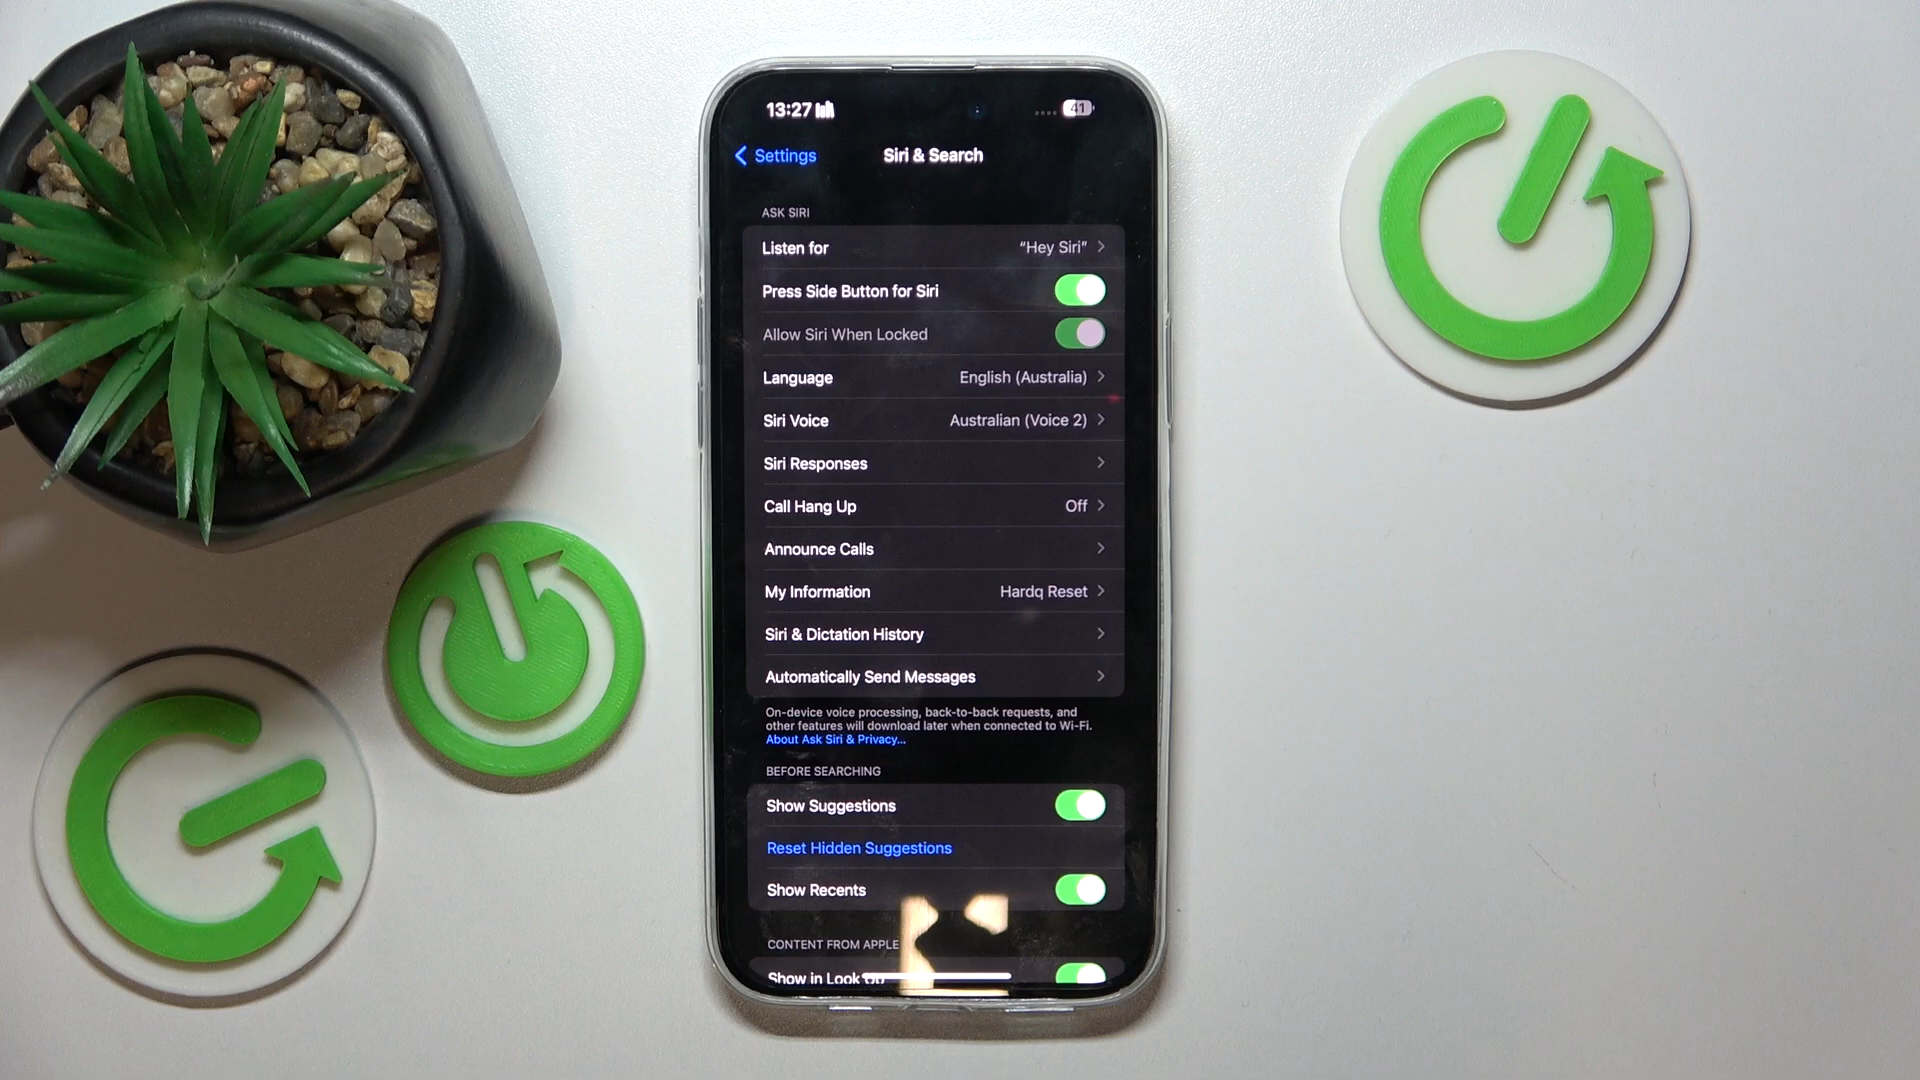 13:27
41
Settings
Siri & Search
ASK SIRI
Listen for “Hey Siri”
Press Side Button for Siri
Allow Siri When Locked
Language English (Australia)
Siri Voice Australian (Voice 2)
Siri Responses
Call Hang Up Off
Announce Calls
My Information Hardq Reset
Siri & Dictation History
Automatically Send Messages
On-device voice processing, back-to-back requests, and
other features will download later when connected to Wi-Fi.
About Ask Siri & Privacy...
BEFORE SEARCHING
Show Suggestions
Reset Hidden Suggestions
Show Recents
CONTENT FROM APPLE
Show in Look Up